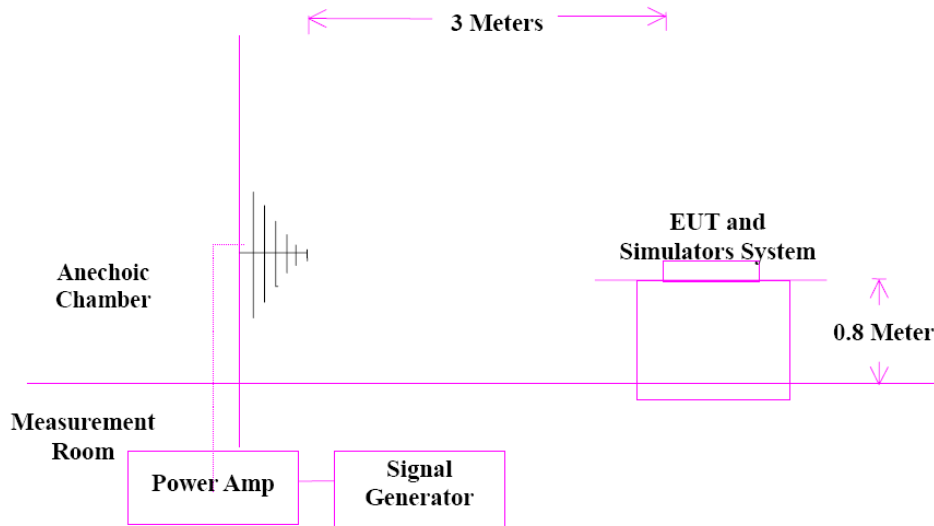 3 Meters
EUT and
Simulators System
Anechoic
Chamber
0.8 Meter
Measurement
Room
Power Amp
Signal
Generator